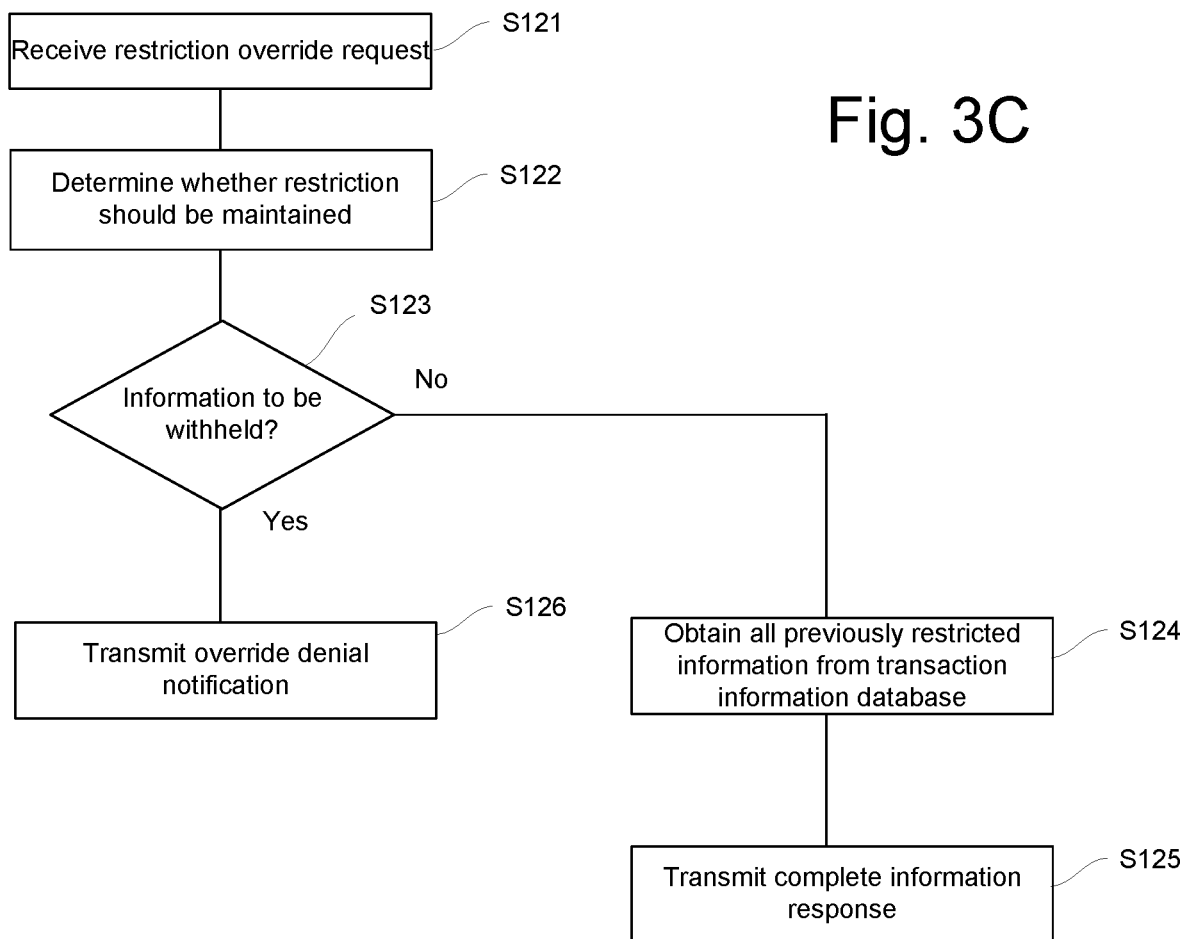 Receive restriction override request
S121
Fig. 3C
Determine whether restriction
should be maintained
S122
S123
Information to be
withheld?
No
Yes
Transmit override denial
notification
S126
Obtain all previously restricted
information from transaction
information database
S124
Transmit complete information
response
S125